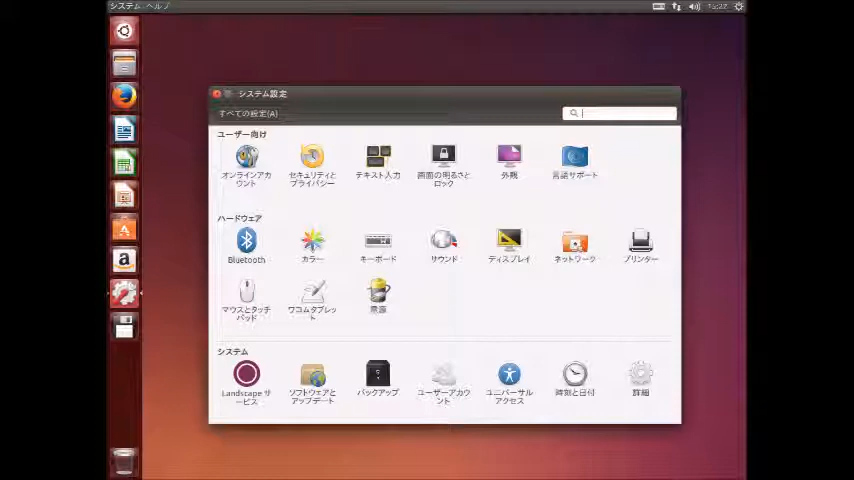 システム ヘルプ
15:22
システム設定
すべての設定(A)
ユーザー向け
オンラインアカウント
セキュリティとプライバシー
テキスト入力
画面の明るさとロック
外観
言語サポート
ハードウェア
Bluetooth
カラー
キーボード
サウンド
ディスプレイ
ネットワーク
プリンター
マウスとタッチパッド
ワコムタブレット
電源
システム
Landscape サービス
ソフトウェアとアップデート
バックアップ
ユーザーアカウント
ユニバーサルアクセス
時刻と日付
詳細